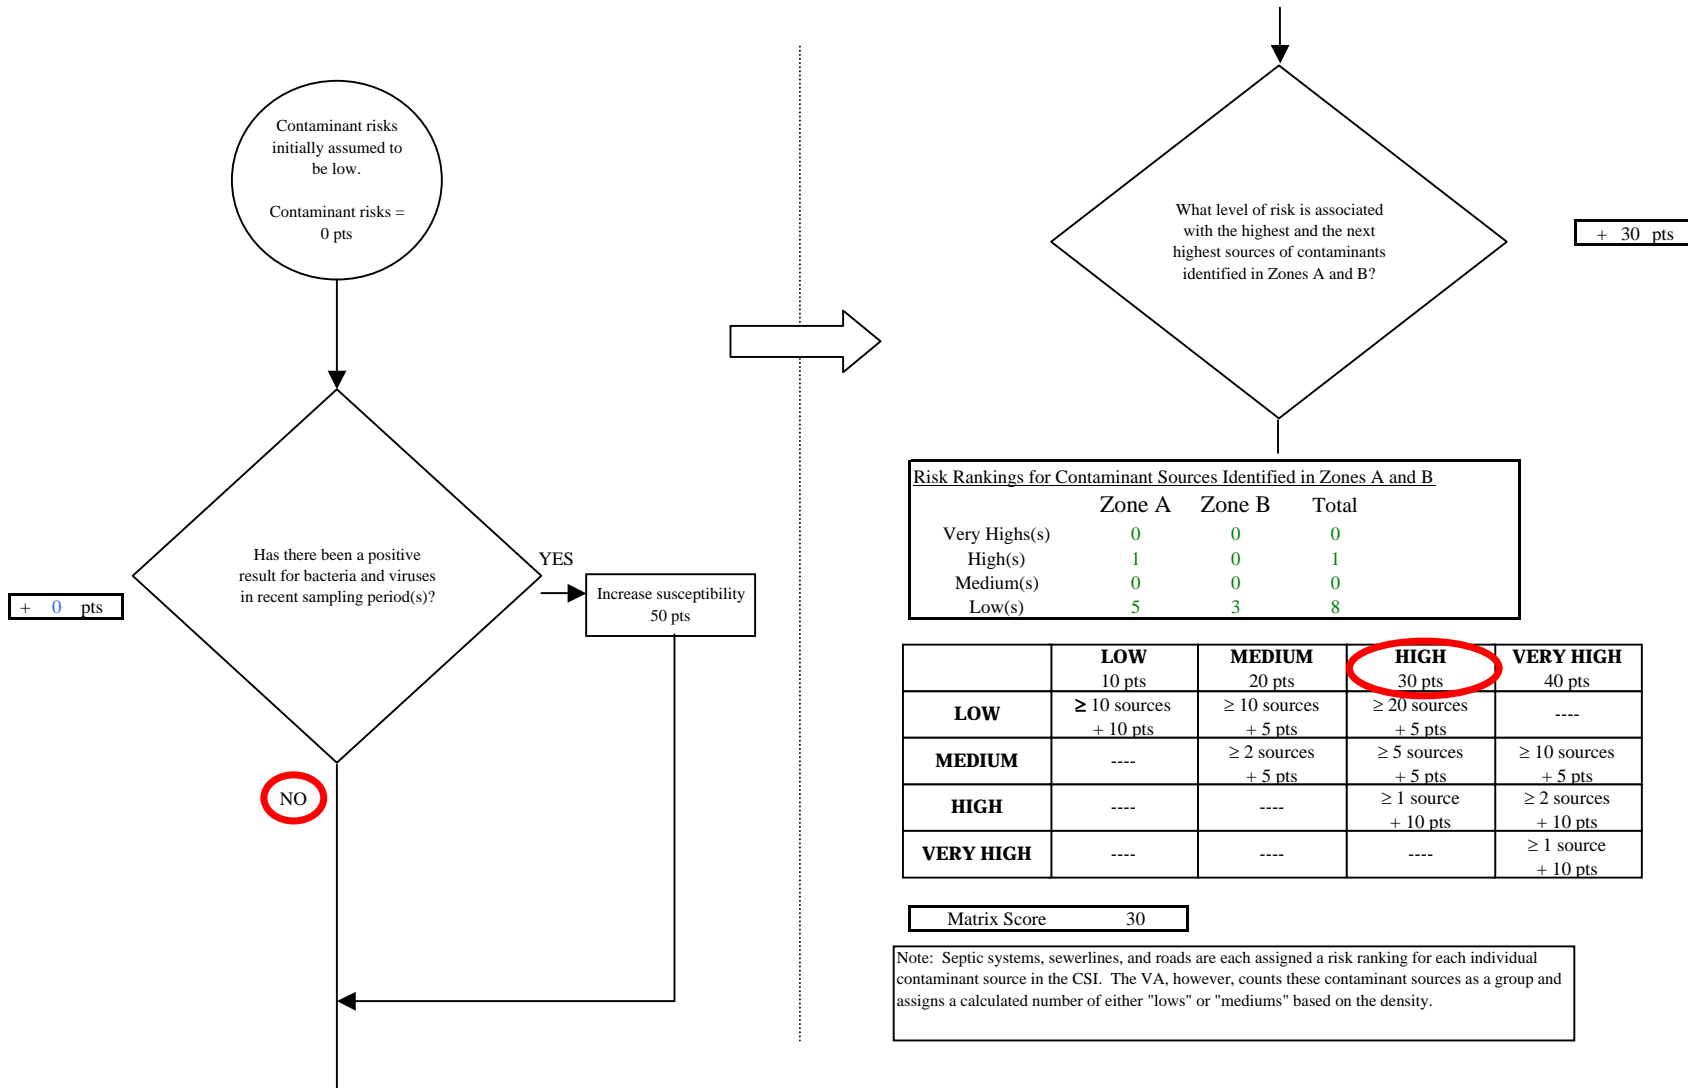 Contaminant risks
initially assumed to
be low.
Contaminant risks =
0 pts
Has there been a positive
result for bacteria and viruses
in recent sampling period(s)?
YES
Increase susceptibility
50 pts
+ 0 pts
NO
What level of risk is associated
with the highest and the next
highest sources of contaminants
identified in Zones A and B?
+ 30 pts
Risk Rankings for Contaminant Sources Identified in Zones A and B
Zone A Zone B Total
Very Highs(s) 0 0 0
High(s) 1 0 1
Medium(s) 0 0 0
Low(s) 5 3 8
LOW MEDIUM HIGH VERY HIGH
10 pts 20 pts 30 pts 40 pts
LOW ≥ 10 sources ≥ 10 sources ≥ 20 sources ----
+ 10 pts + 5 pts + 5 pts
MEDIUM ---- ≥ 2 sources ≥ 5 sources ≥ 10 sources
+ 5 pts + 5 pts + 5 pts
HIGH ---- ---- ≥ 1 source ≥ 2 sources
+ 10 pts + 10 pts
VERY HIGH ---- ---- ---- ≥ 1 source
+ 10 pts
Matrix Score 30
Note: Septic systems, sewerlines, and roads are each assigned a risk ranking for each individual
contaminant source in the CSI. The VA, however, counts these contaminant sources as a group and
assigns a calculated number of either "lows" or "mediums" based on the density.